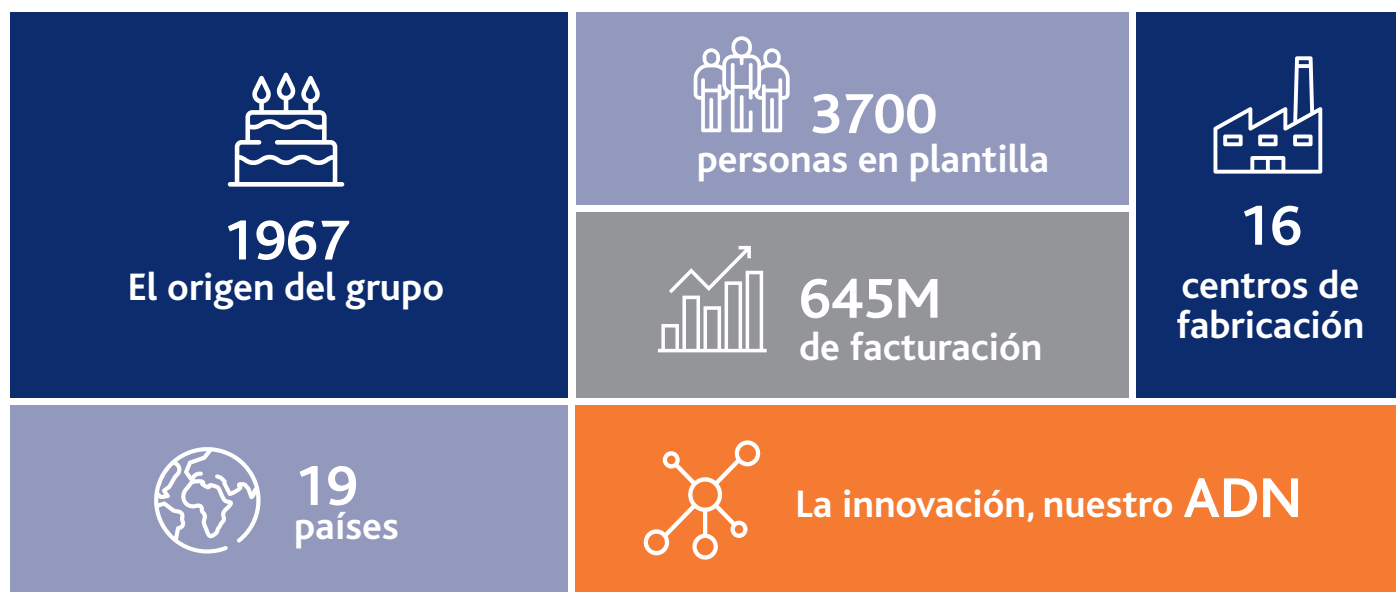 1967
El origen del grupo
3700
personas en plantilla
645M
de facturación
16
centros de
fabricación
19
países
La innovación, nuestro ADN